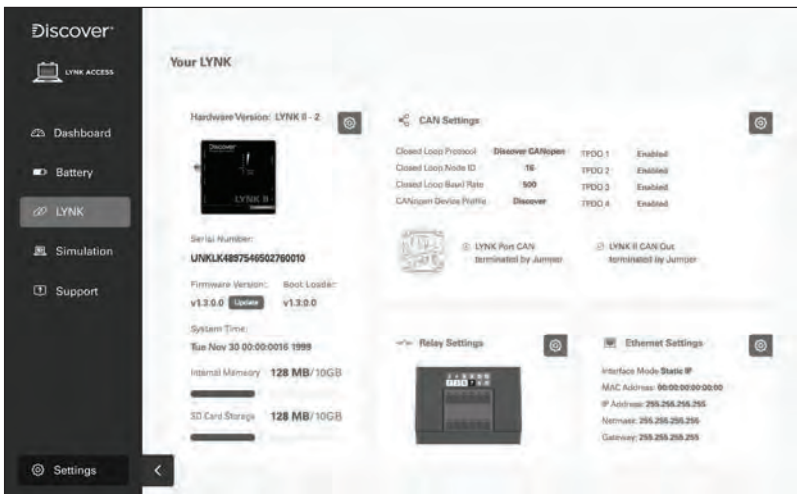 Discover
LYNK ACCESS
Dashboard
Battery
LYNK
Simulation
Support
Settings
Your LYNK
Hardware Version: LYNK II - 2
Discover
LYNK II
Serial Number:
UNKLK4897546502760010
Firmware Version: Boot Loader:
v1.3.0.0 Update v1.3.0.0
System Time:
Tue Nov 30 00:00:0016 1999
Internal Memeory 128 MB/10GB
SD Card Storage 128 MB/10GB
CAN Settings
Closed Loop Protocol Discover CANopen TPDO 1 Enabled
Closed Loop Node ID 16 TPDO 2 Enabled
Closed Loop Baud Rate 500 TPDO 3 Enabled
CANopen Device Profile Discover TPDO 4 Enabled
LYNK Port CAN
terminated by Jumper
LYNK II CAN Out
terminated by Jumper
Relay Settings
Ethernet Settings
Interface Mode Static IP
MAC Address: 00:00:00:00:00:00
IP Address: 255.255.255.255
Netmask: 255.255.255.255
Gateway: 255.255.255.255